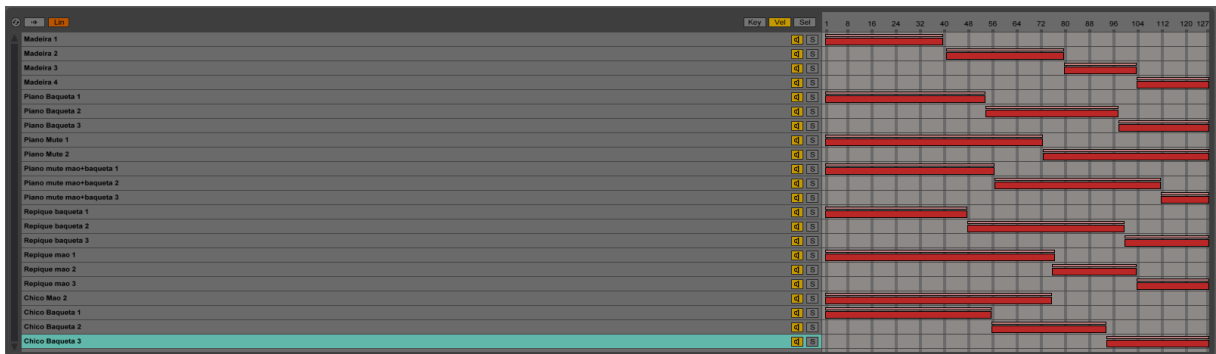 Lin Key Vel Sel 1 8 16 24 32 40 48 56 64 72 80 88 96 104 112 120 127
Madeira 1 S
Madeira 2 S
Madeira 3 S
Madeira 4 S
Piano Baqueta 1 S
Piano Baqueta 2 S
Piano Baqueta 3 S
Piano Mute 1 S
Piano Mute 2 S
Piano mute mao+baqueta 1 S
Piano mute mao+baqueta 2 S
Piano mute mao+baqueta 3 S
Repique baqueta 1 S
Repique baqueta 2 S
Repique baqueta 3 S
Repique mao 1 S
Repique mao 2 S
Repique mao 3 S
Chico Mao 2 S
Chico Baqueta 1 S
Chico Baqueta 2 S
Chico Baqueta 3 S